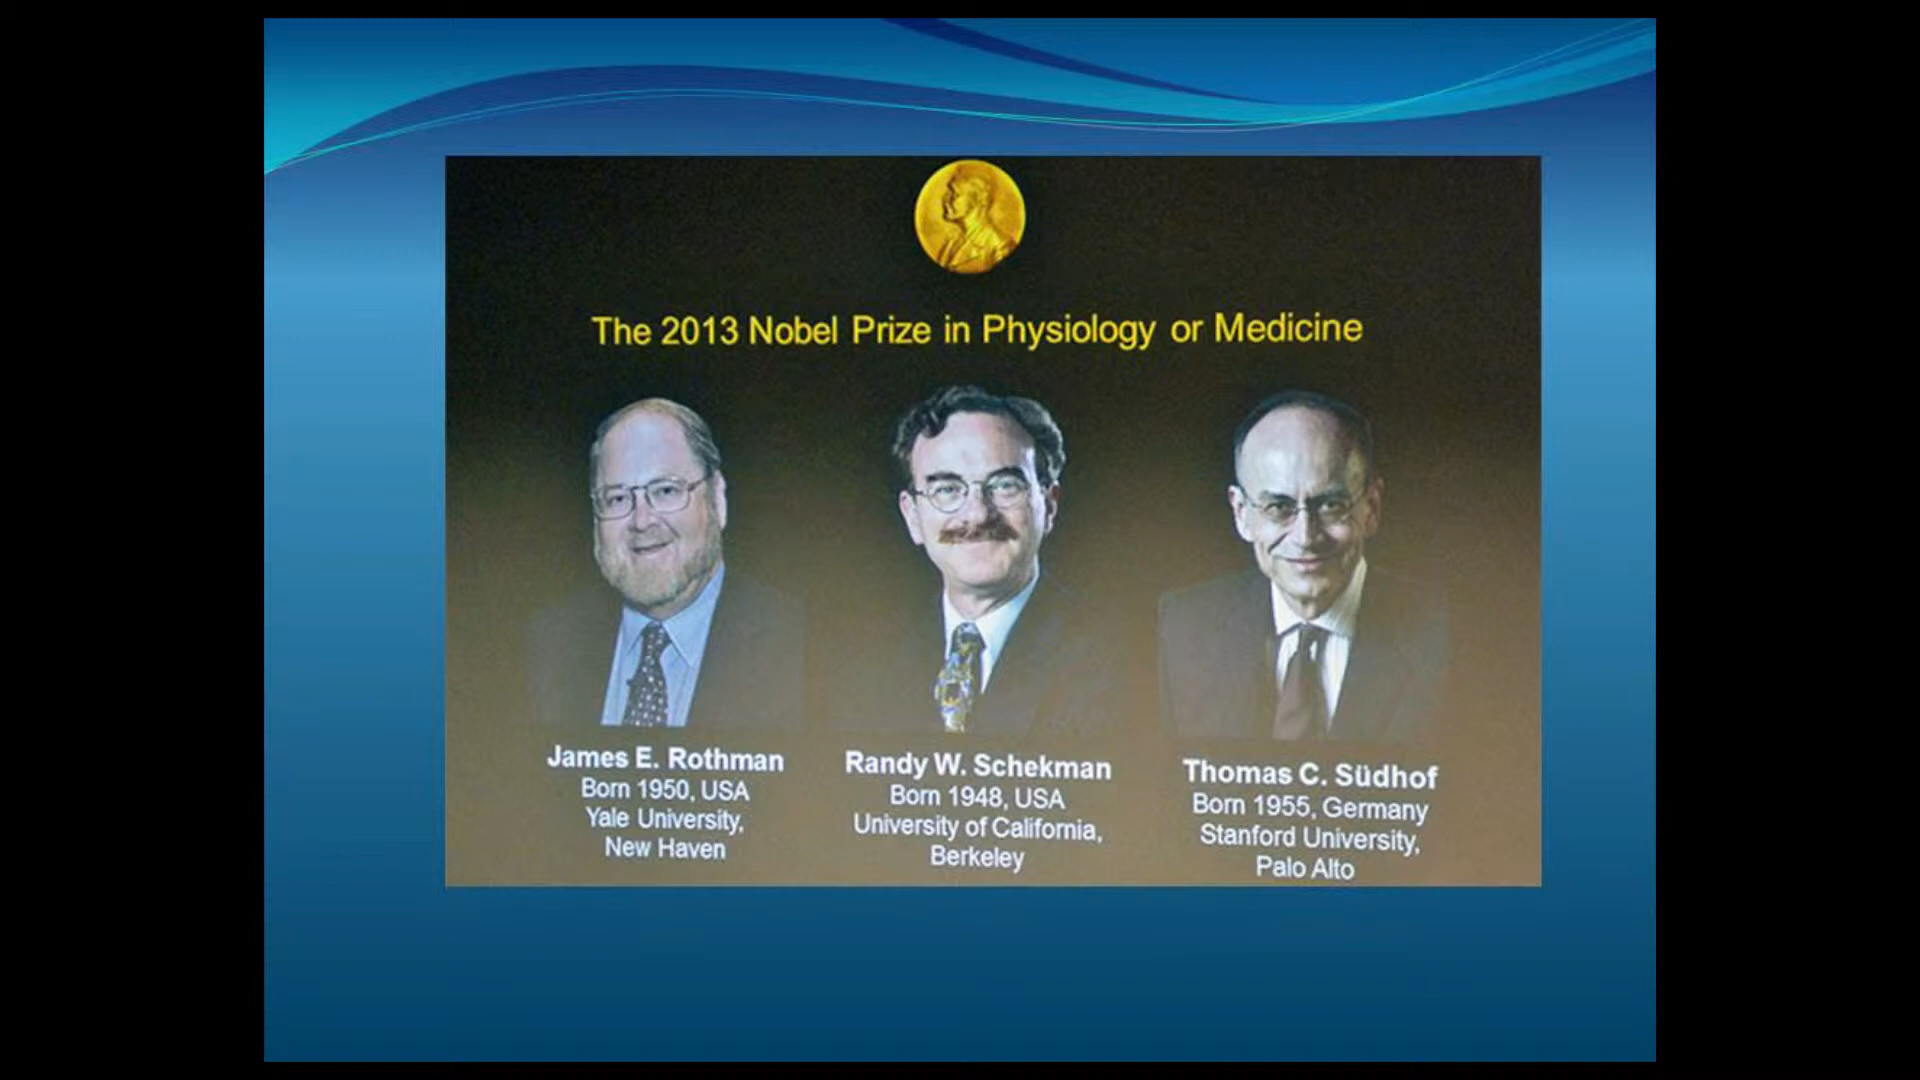 The 2013 Nobel Prize in Physiology or Medicine
James E. Rothman
Born 1950, USA
Yale University,
New Haven
Randy W. Schekman
Born 1948, USA
University of California,
Berkeley
Thomas C. Südhof
Born 1955, Germany
Stanford University,
Palo Alto